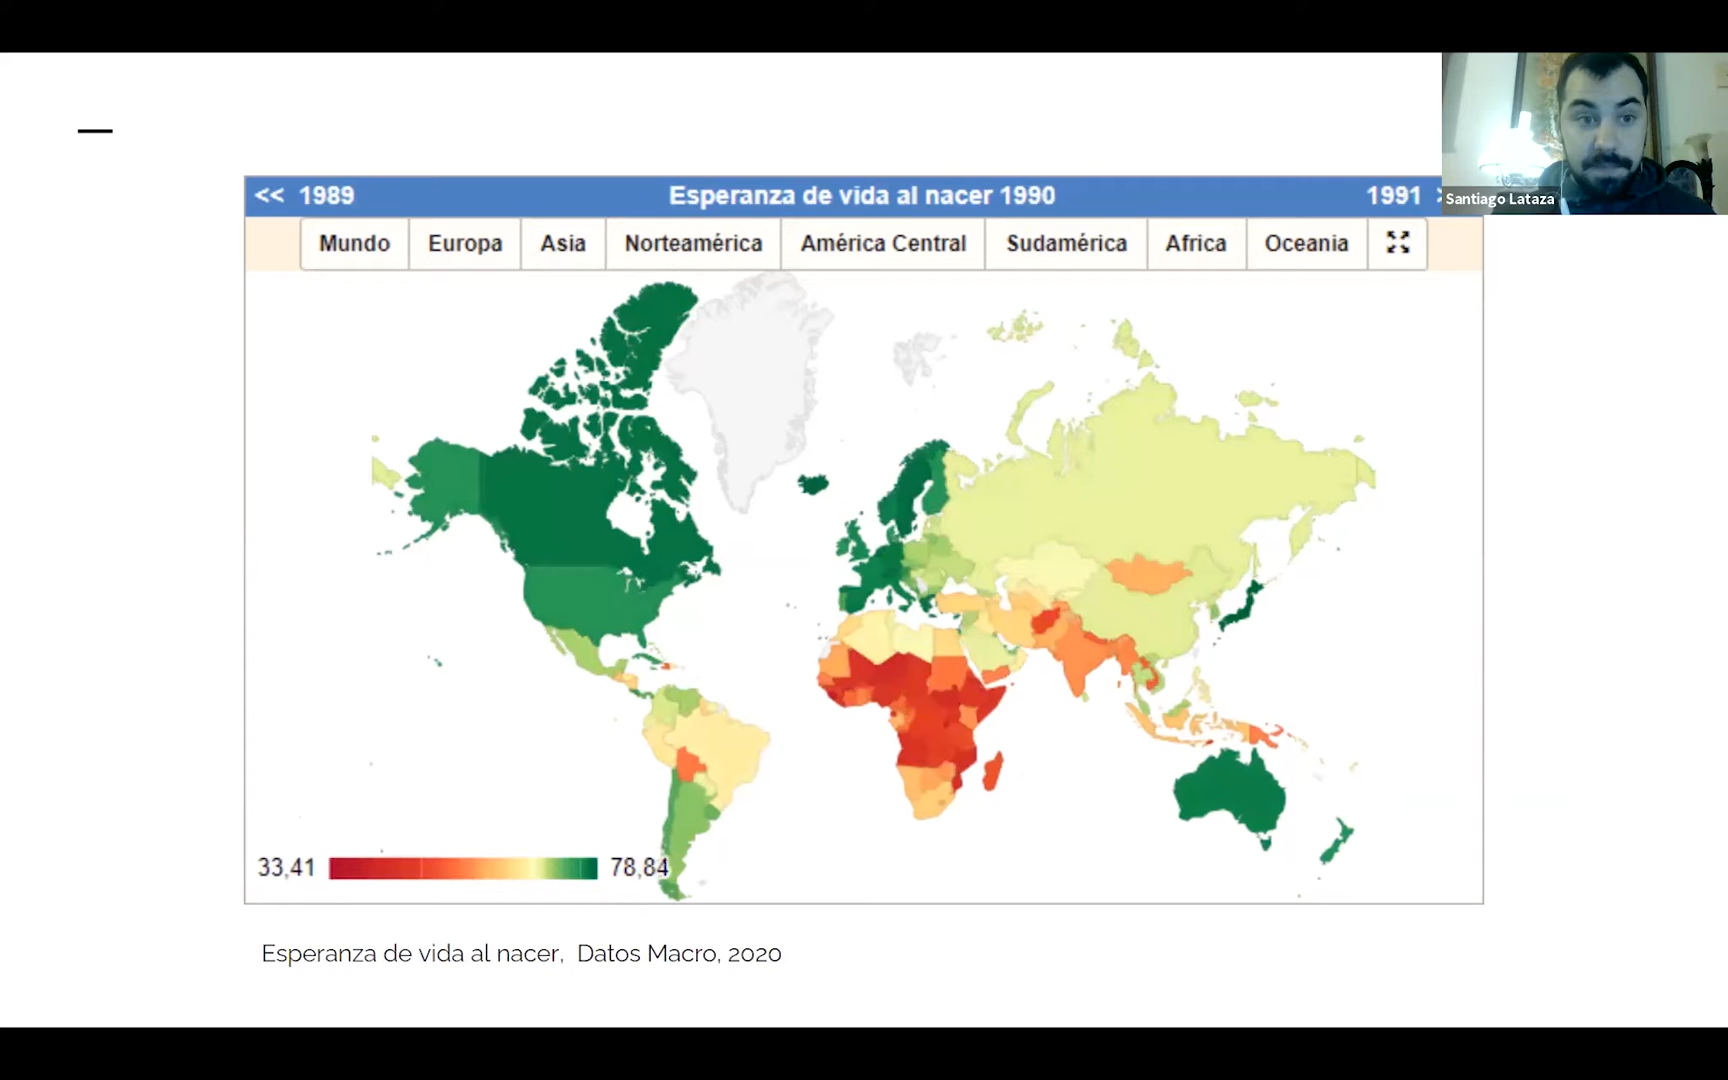 << 1989 Esperanza de vida al nacer 1990 1991 >
Santiago Lataza
Mundo Europa Asia Norteamérica América Central Sudamérica Africa Oceania
33,41 78,84
Esperanza de vida al nacer, Datos Macro, 2020